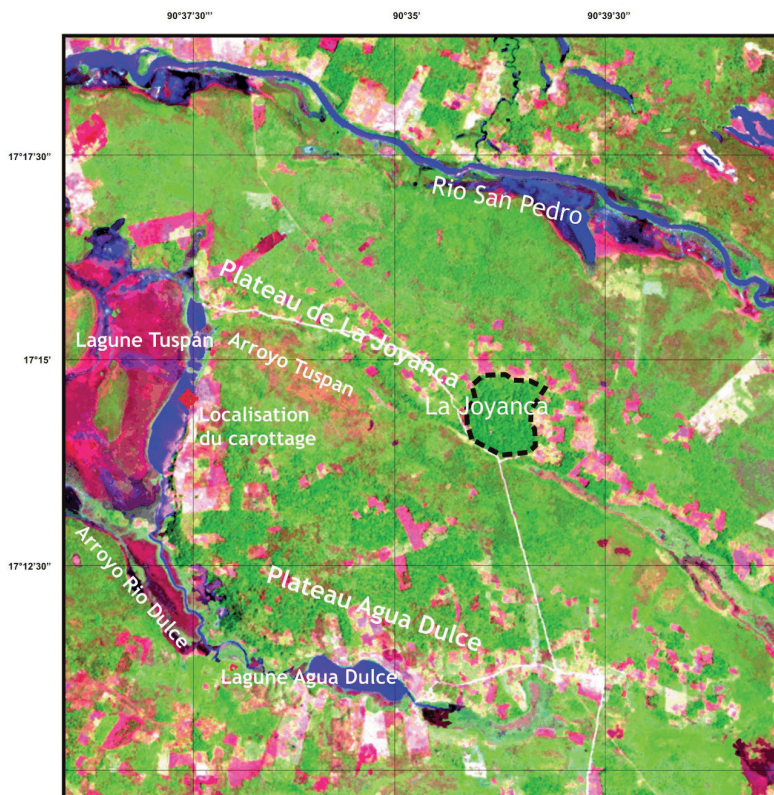 90°37'30'''
90°35'
90°39'30''
17°17'30''
Rio San Pedro
Plateau de La Joyanca
Lagune Tuspán
Arroyo Tuspan
17°15'
La Joyanca
Localisation
du carottage
17°12'30''
Arroyo Rio Dulce
Plateau Agua Dulce
Lagune Agua Dulce